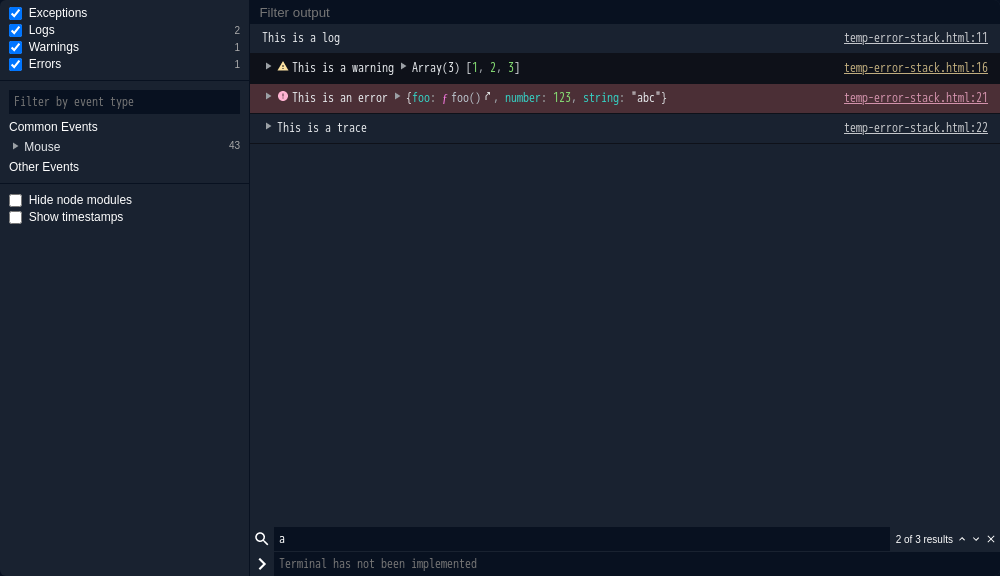 Exceptions
Logs 2
Warnings 1
Errors 1
Filter by event type
Common Events
Mouse 43
Other Events
Hide node modules
Show timestamps
Filter output
This is a log temp-error-stack.html:11
This is a warning Array(3) [1, 2, 3] temp-error-stack.html:16
This is an error {foo: ƒ foo(), number: 123, string: "abc"} temp-error-stack.html:21
This is a trace temp-error-stack.html:22
a 2 of 3 results
Terminal has not been implemented